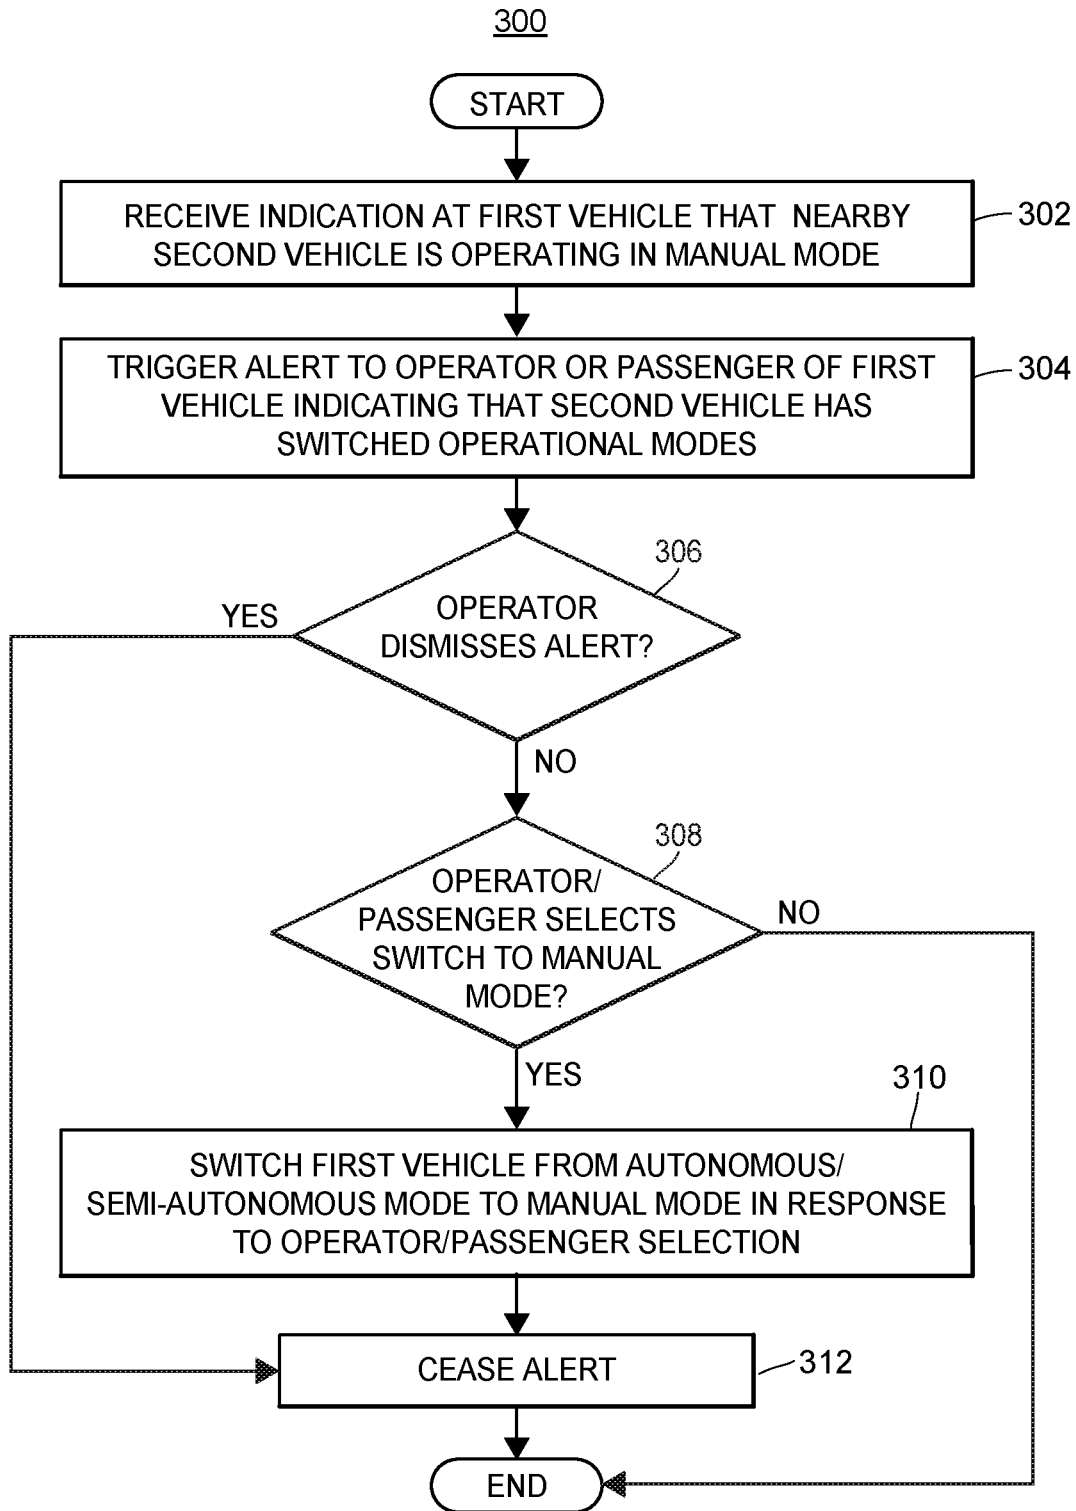 300
START
RECEIVE INDICATION AT FIRST VEHICLE THAT NEARBY
SECOND VEHICLE IS OPERATING IN MANUAL MODE
302
TRIGGER ALERT TO OPERATOR OR PASSENGER OF FIRST
VEHICLE INDICATING THAT SECOND VEHICLE HAS
SWITCHED OPERATIONAL MODES
304
306
YES
OPERATOR
DISMISSES ALERT?
NO
308
OPERATOR/
PASSENGER SELECTS
SWITCH TO MANUAL
MODE?
NO
YES
310
SWITCH FIRST VEHICLE FROM AUTONOMOUS/
SEMI-AUTONOMOUS MODE TO MANUAL MODE IN RESPONSE
TO OPERATOR/PASSENGER SELECTION
CEASE ALERT
312
END